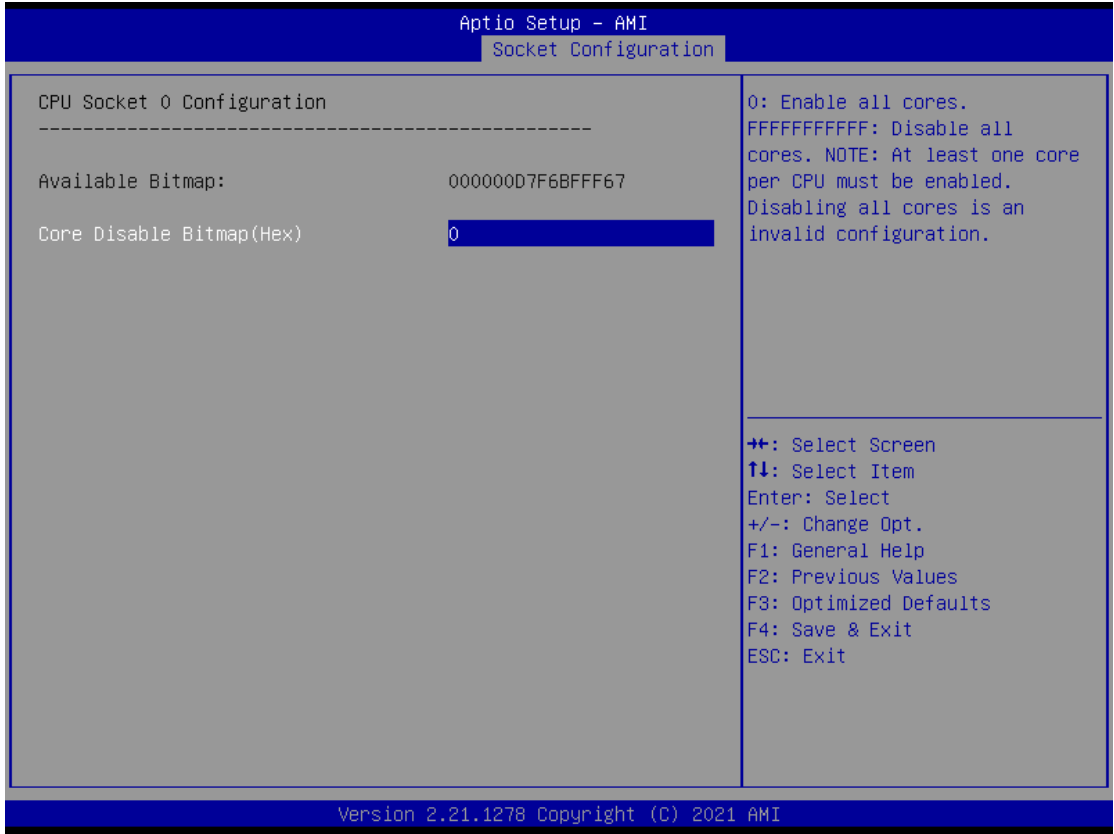 Aptio Setup – AMI
Socket Configuration
CPU Socket 0 Configuration
--------------------------------------------------
Available Bitmap: 000000D7F6BFFF67
Core Disable Bitmap(Hex) 0
0: Enable all cores.
FFFFFFFFFFF: Disable all
cores. NOTE: At least one core
per CPU must be enabled.
Disabling all cores is an
invalid configuration.
→←: Select Screen
↑↓: Select Item
Enter: Select
+/-: Change Opt.
F1: General Help
F2: Previous Values
F3: Optimized Defaults
F4: Save & Exit
ESC: Exit
Version 2.21.1278 Copyright (C) 2021 AMI